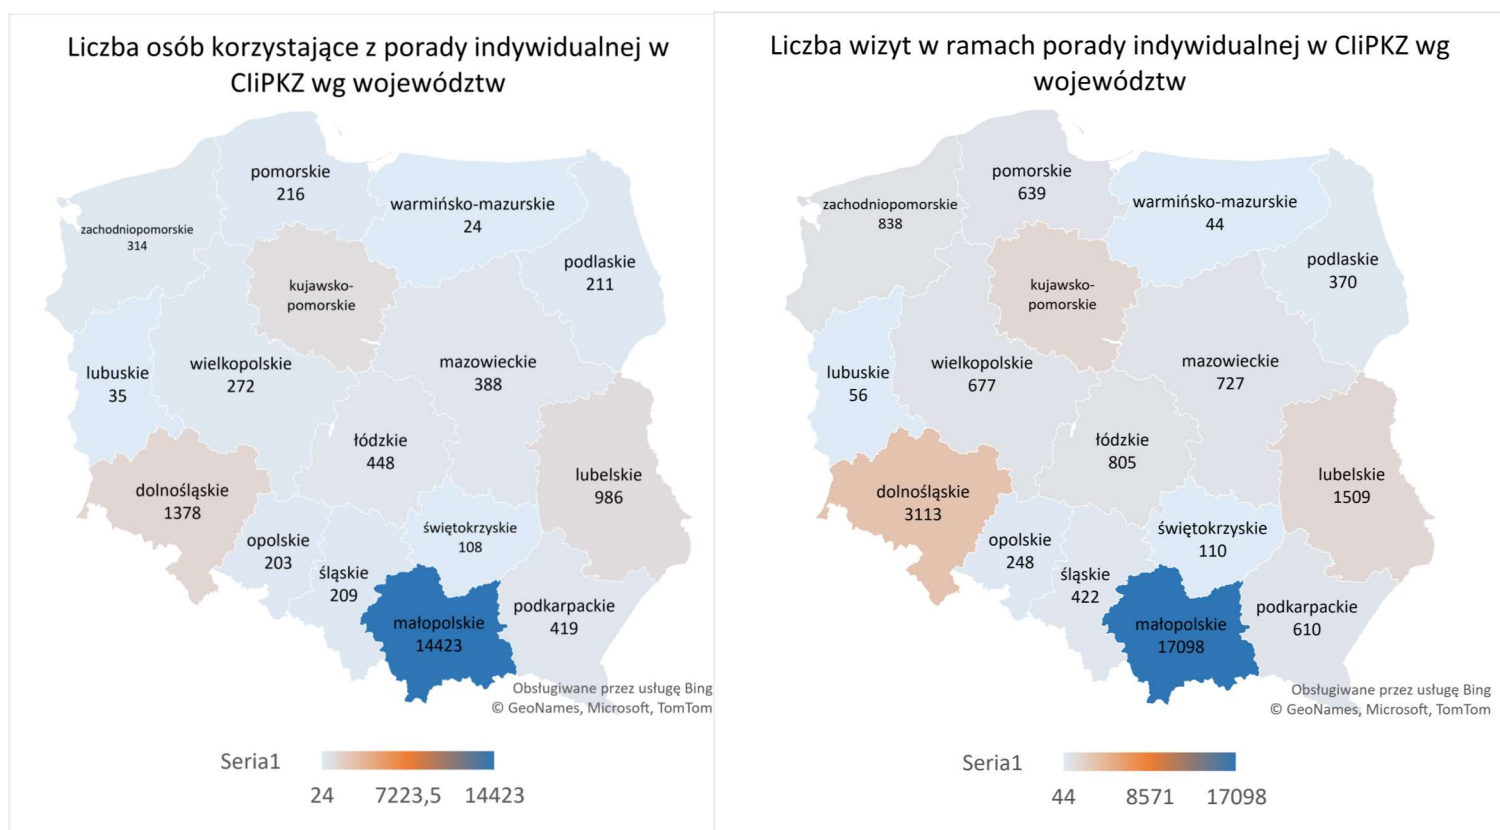 Liczba osób korzystające z porady indywidualnej w
CIiPKZ wg województw
pomorskie
216
warmińsko-mazurskie
24
zachodniopomorskie
314
podlaskie
211
kujawsko-
pomorskie
lubuskie
35
wielkopolskie
272
mazowieckie
388
łódzkie
448
lubelskie
986
dolnośląskie
1378
świętokrzyskie
108
opolskie
203
śląskie
209
małopolskie
14423
podkarpackie
419
Obsługiwane przez usługę Bing
© GeoNames, Microsoft, TomTom
Seria1
24 7223,5 14423
Liczba wizyt w ramach porady indywidualnej w CIiPKZ wg
województw
pomorskie
639
warmińsko-mazurskie
44
zachodniopomorskie
838
podlaskie
370
kujawsko-
pomorskie
lubuskie
56
wielkopolskie
677
mazowieckie
727
łódzkie
805
lubelskie
1509
dolnośląskie
3113
świętokrzyskie
110
opolskie
248
śląskie
422
małopolskie
17098
podkarpackie
610
Obsługiwane przez usługę Bing
© GeoNames, Microsoft, TomTom
Seria1
44 8571 17098